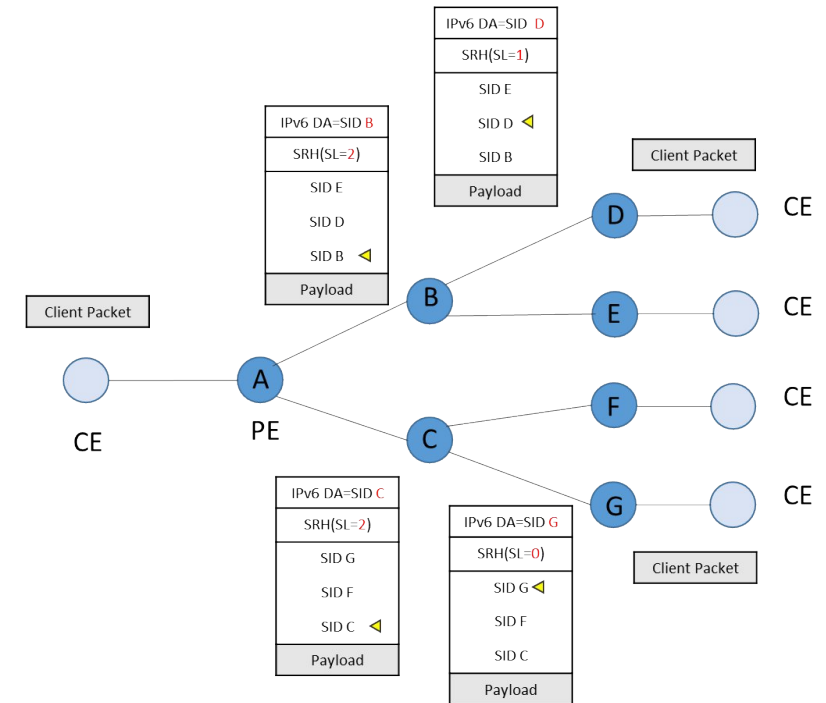 IPv6 DA=SID D
SRH(SL=1)
SID E
SID D
SID B
Payload
IPv6 DA=SID B
SRH(SL=2)
SID E
SID D
SID B
Payload
Client Packet
D
CE
B
E
CE
Client Packet
A
CE
PE
F
CE
C
G
CE
IPv6 DA=SID C
SRH(SL=2)
SID G
SID F
SID C
Payload
IPv6 DA=SID G
SRH(SL=0)
SID G
SID F
SID C
Payload
Client Packet